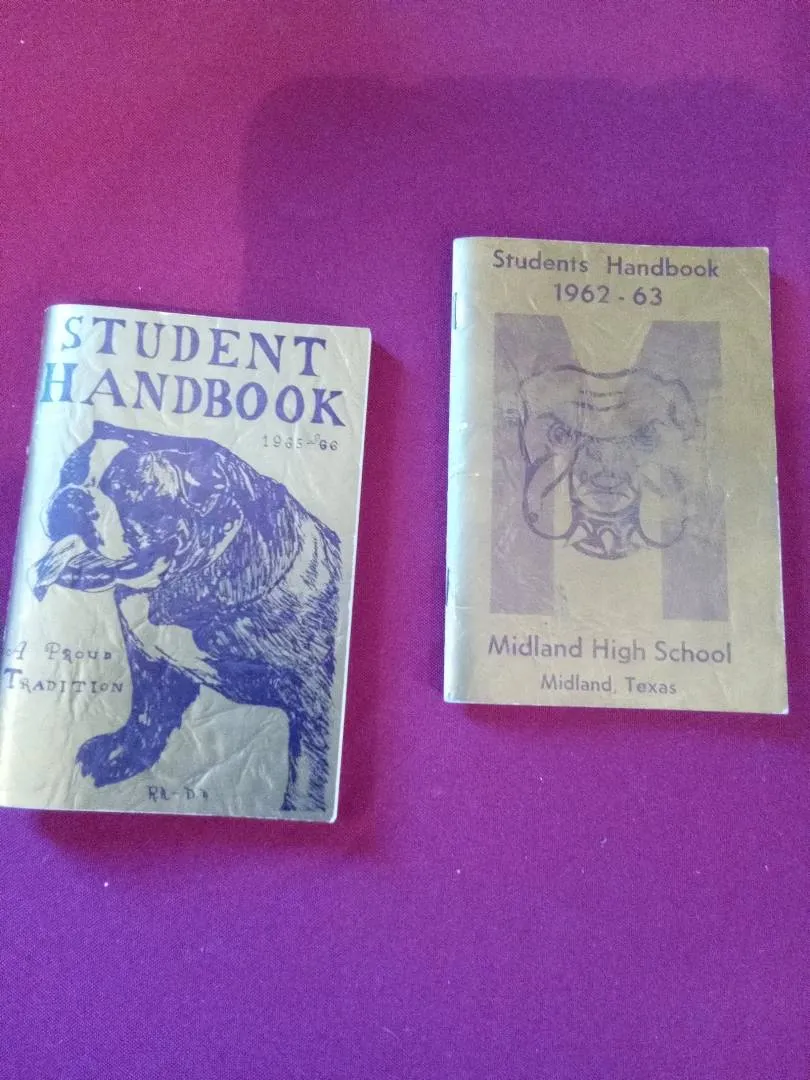 STUDENT
HANDBOOK
1965-66
A PROUD
TRADITION
Students Handbook
1962-63
M
Midland High School
Midland, Texas